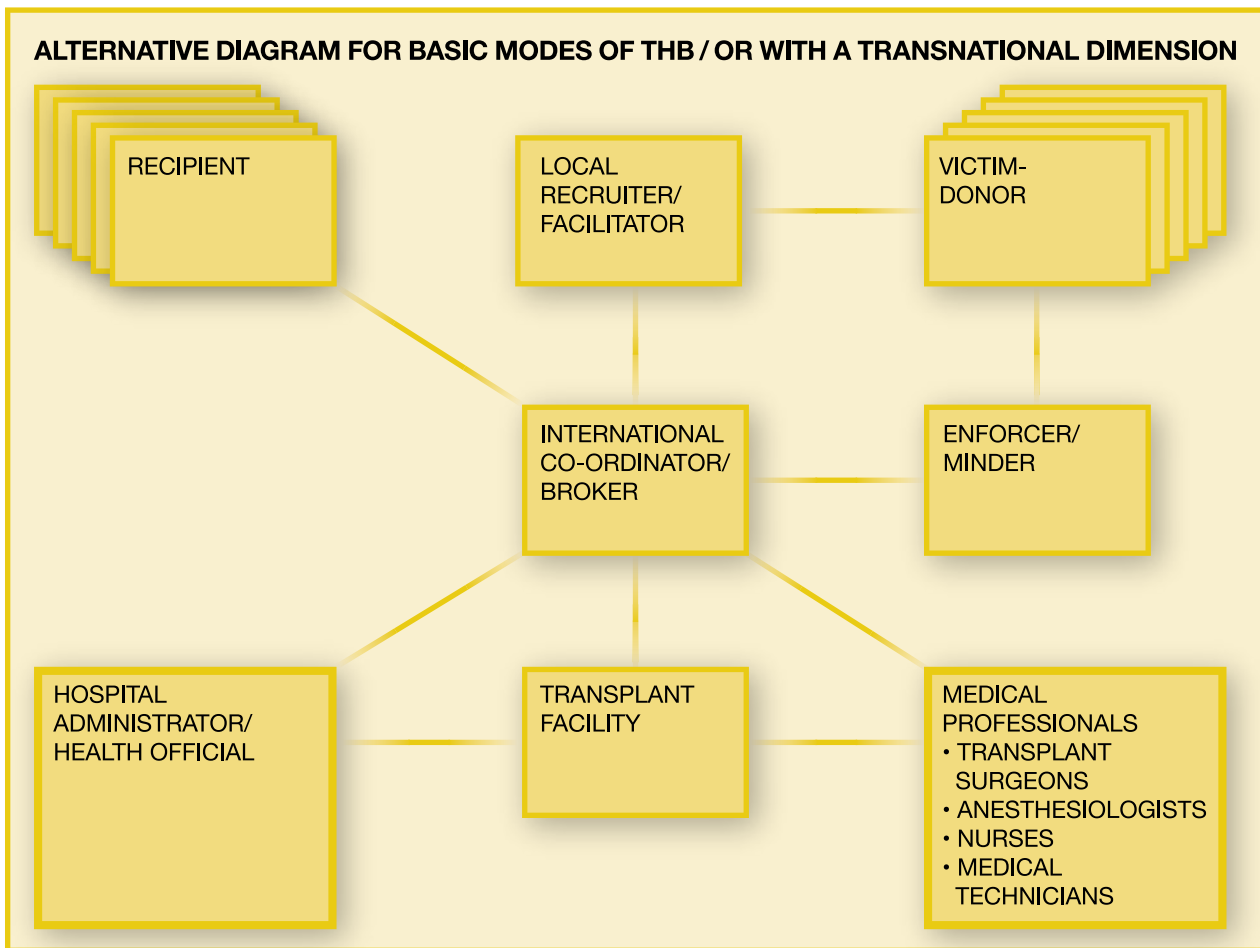 ALTERNATIVE DIAGRAM FOR BASIC MODES OF THB / OR WITH A TRANSNATIONAL DIMENSION
RECIPIENT
LOCAL
RECRUITER/
FACILITATOR
VICTIM-
DONOR
INTERNATIONAL
CO-ORDINATOR/
BROKER
ENFORCER/
MINDER
HOSPITAL
ADMINISTRATOR/
HEALTH OFFICIAL
TRANSPLANT
FACILITY
MEDICAL
PROFESSIONALS
• TRANSPLANT
SURGEONS
• ANESTHESIOLOGISTS
• NURSES
• MEDICAL
TECHNICIANS